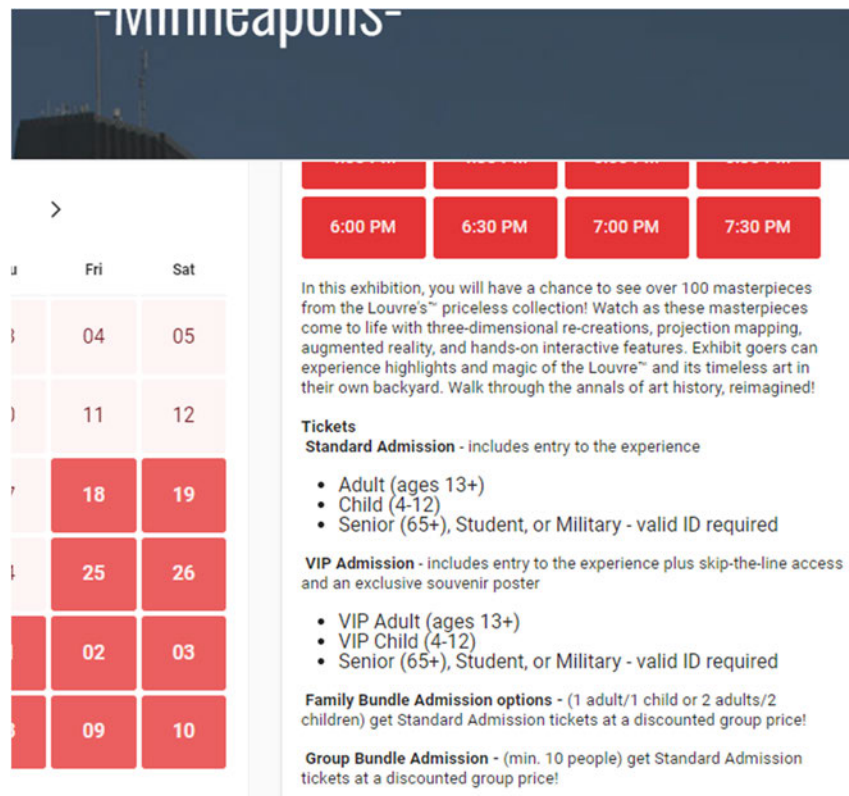 -Minneapolis-
6:00 PM
6:30 PM
7:00 PM
7:30 PM
Fri
Sat
04
05
11
12
18
19
25
26
02
03
09
10
In this exhibition, you will have a chance to see over 100 masterpieces
from the Louvre's™ priceless collection! Watch as these masterpieces
come to life with three-dimensional re-creations, projection mapping,
augmented reality, and hands-on interactive features. Exhibit goers can
experience highlights and magic of the Louvre™ and its timeless art in
their own backyard. Walk through the annals of art history, reimagined!
Tickets
Standard Admission - includes entry to the experience
• Adult (ages 13+)
• Child (4-12)
• Senior (65+), Student, or Military - valid ID required
VIP Admission - includes entry to the experience plus skip-the-line access
and an exclusive souvenir poster
• VIP Adult (ages 13+)
• VIP Child (4-12)
• Senior (65+), Student, or Military - valid ID required
Family Bundle Admission options - (1 adult/1 child or 2 adults/2
children) get Standard Admission tickets at a discounted group price!
Group Bundle Admission - (min. 10 people) get Standard Admission
tickets at a discounted group price!